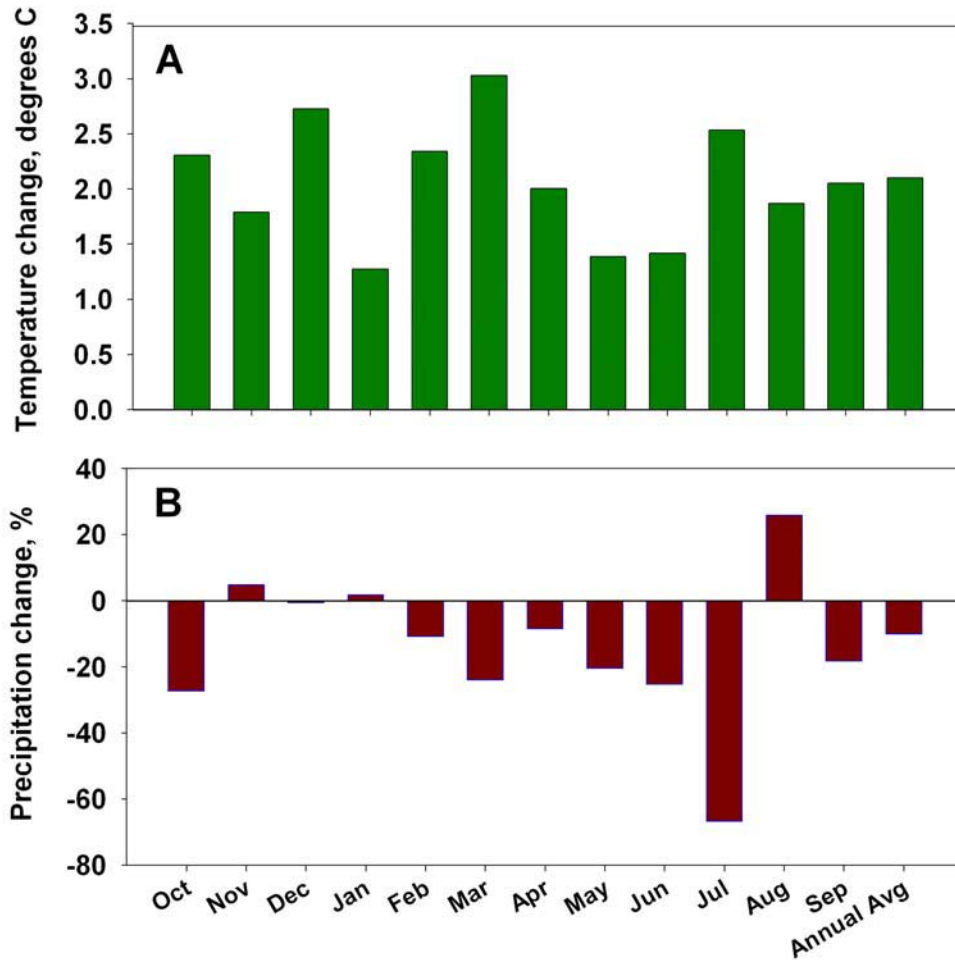 Temperature change, degrees C
A
3.5
3.0
2.5
2.0
1.5
1.0
0.5
0.0
Precipitation change, %
B
40
20
0
-20
-40
-60
-80
Oct
Nov
Dec
Jan
Feb
Mar
Apr
May
Jun
Jul
Aug
Sep
Annual Avg